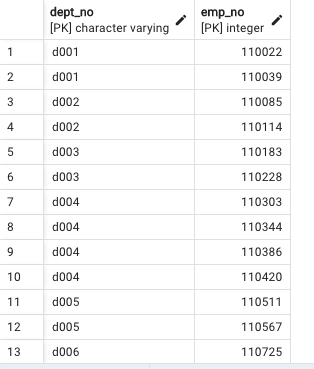 dept_no emp_no
[PK] character varying [PK] integer
1 d001 110022
2 d001 110039
3 d002 110085
4 d002 110114
5 d003 110183
6 d003 110228
7 d004 110303
8 d004 110344
9 d004 110386
10 d004 110420
11 d005 110511
12 d005 110567
13 d006 110725